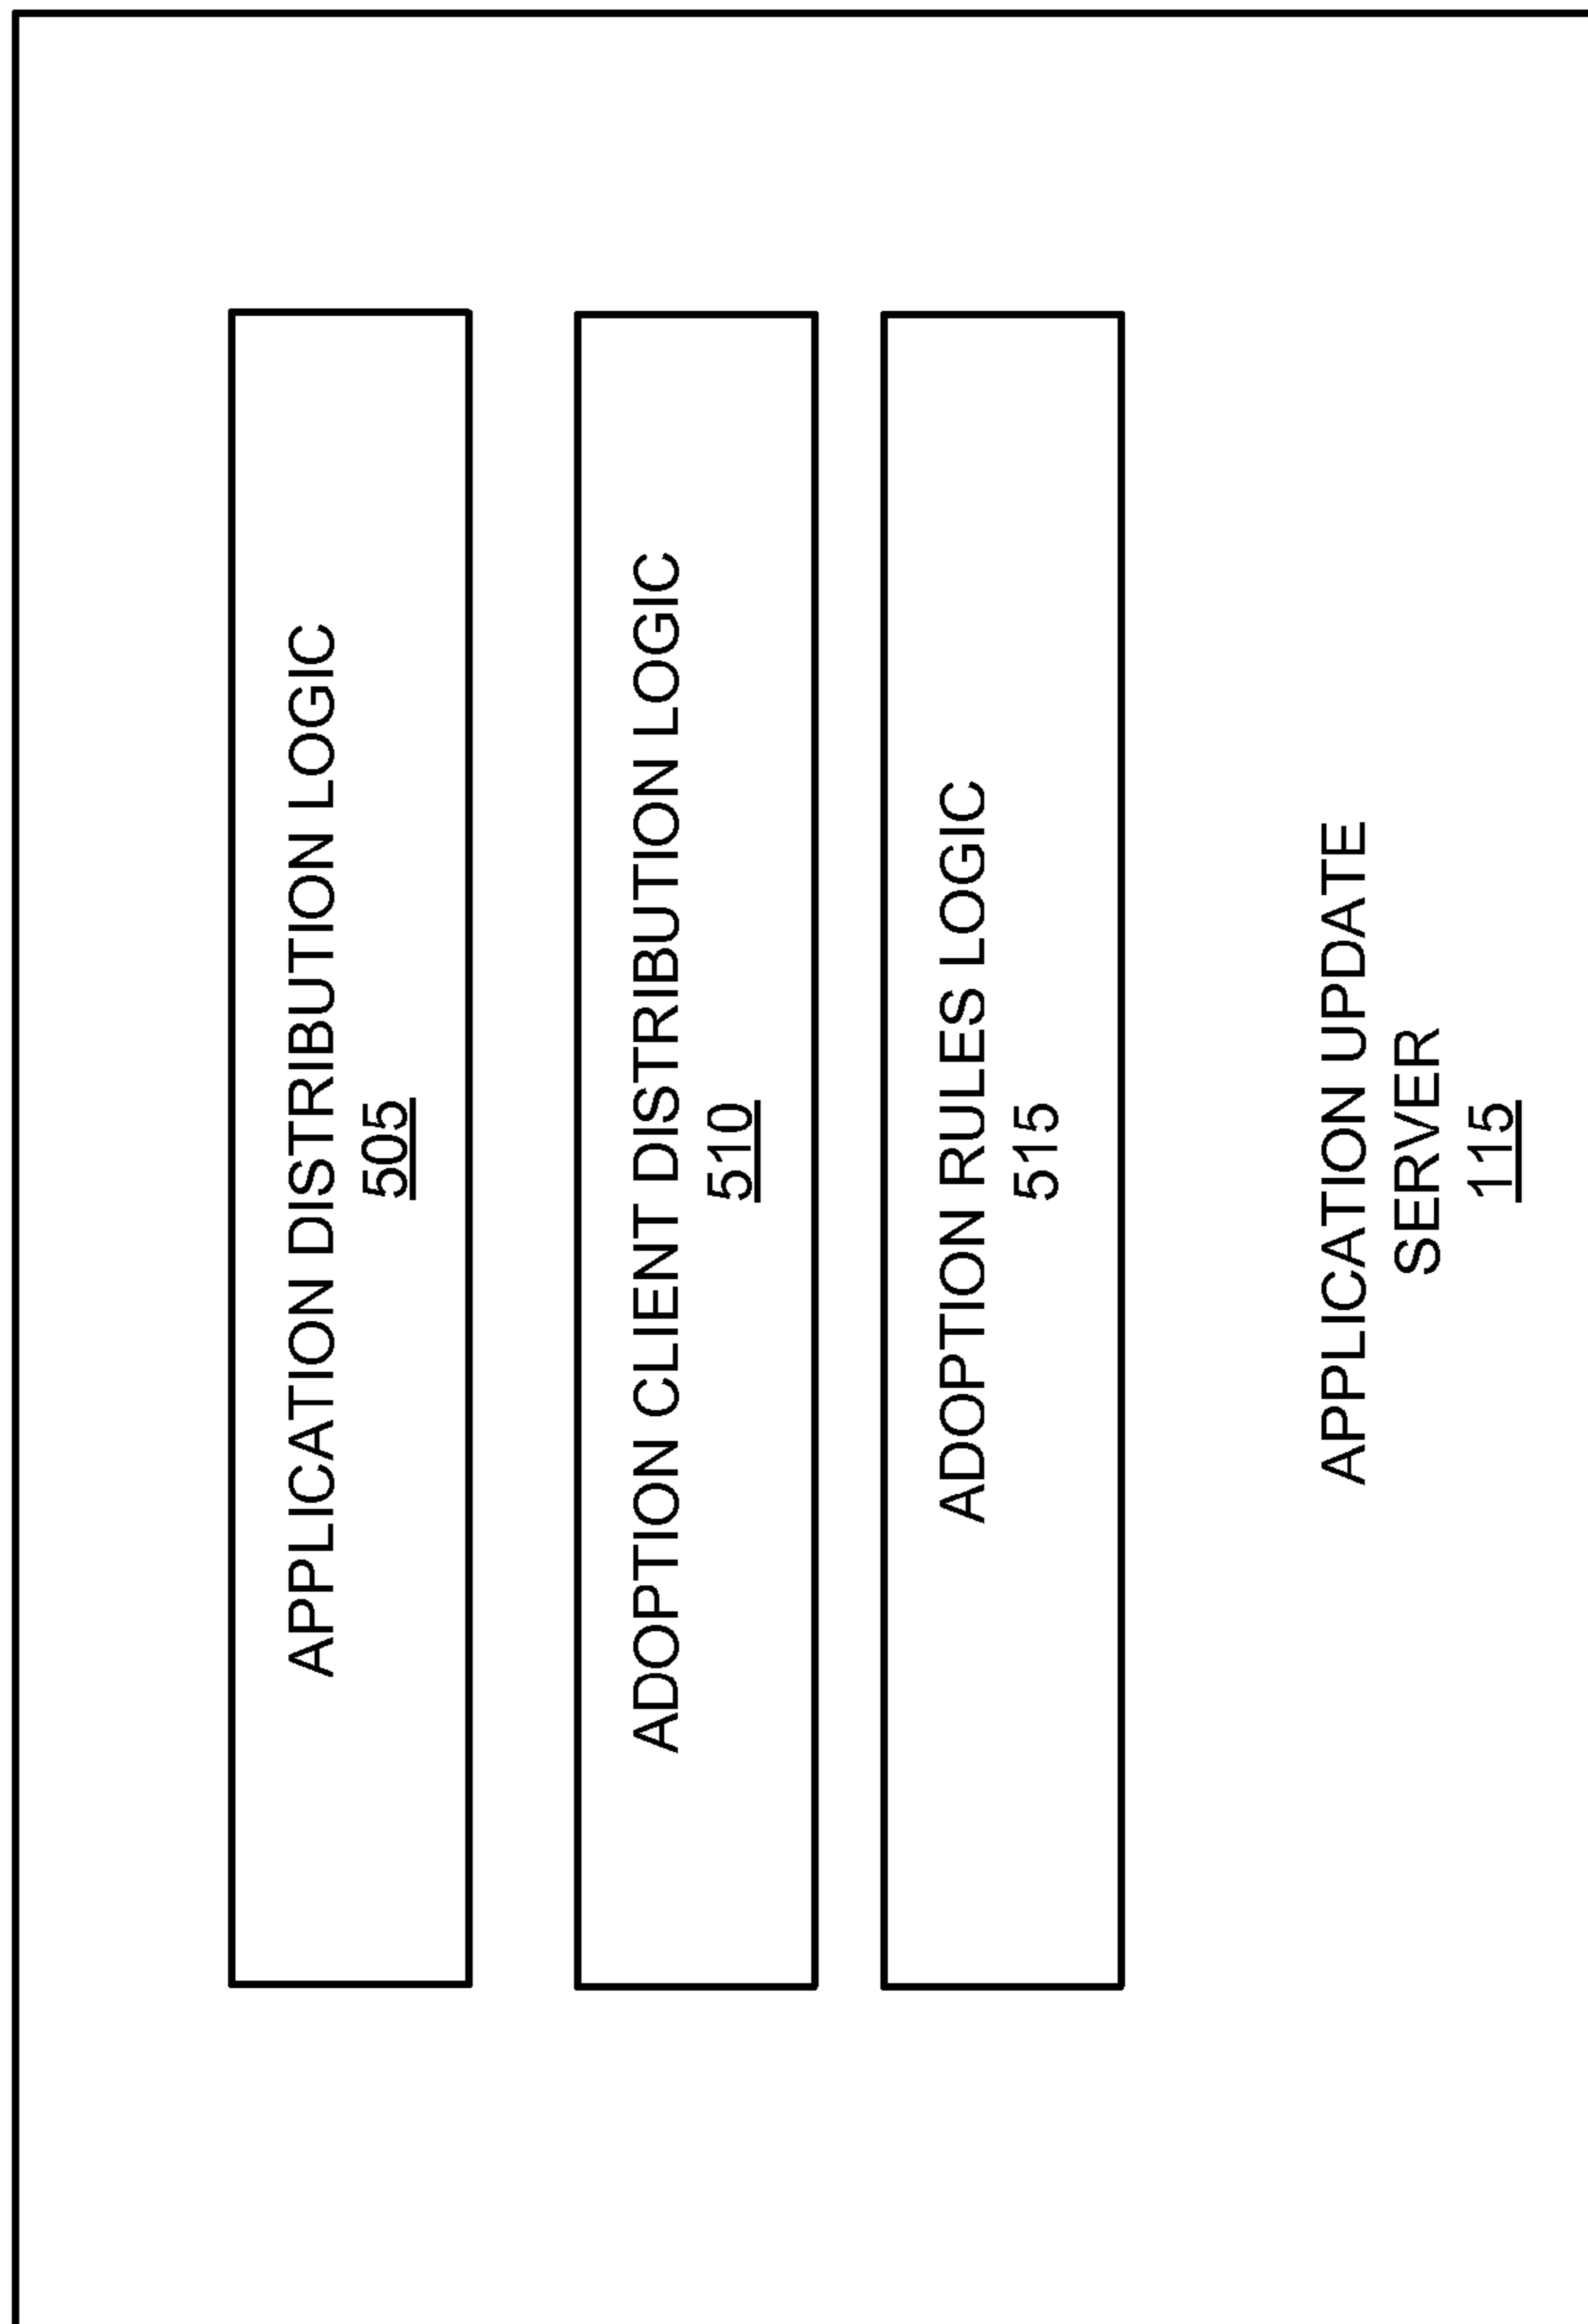 APPLICATION DISTRIBUTION LOGIC
505
ADOPTION CLIENT DISTRIBUTION LOGIC
510
ADOPTION RULES LOGIC
515
APPLICATION UPDATE
SERVER
115